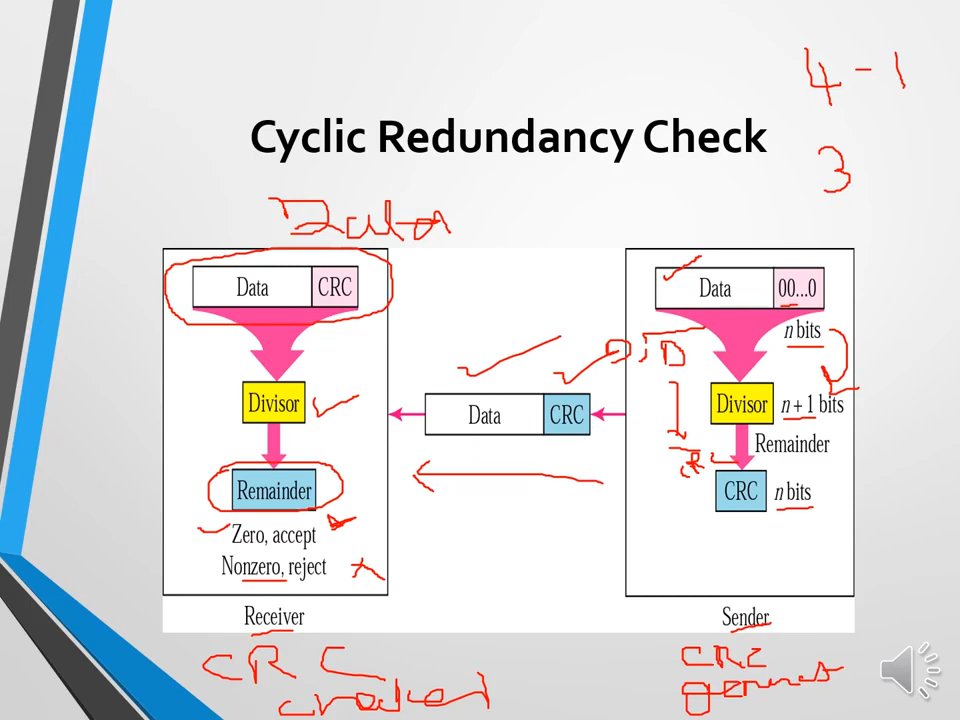 4 - 1
Cyclic Redundancy Check
3
Data
Data CRC
Data 00...0
n bits
Divisor
Data CRC
Divisor n + 1 bits
Remainder
Remainder
CRC n bits
Zero, accept
Nonzero, reject
Receiver
Sender
CRC
CRC